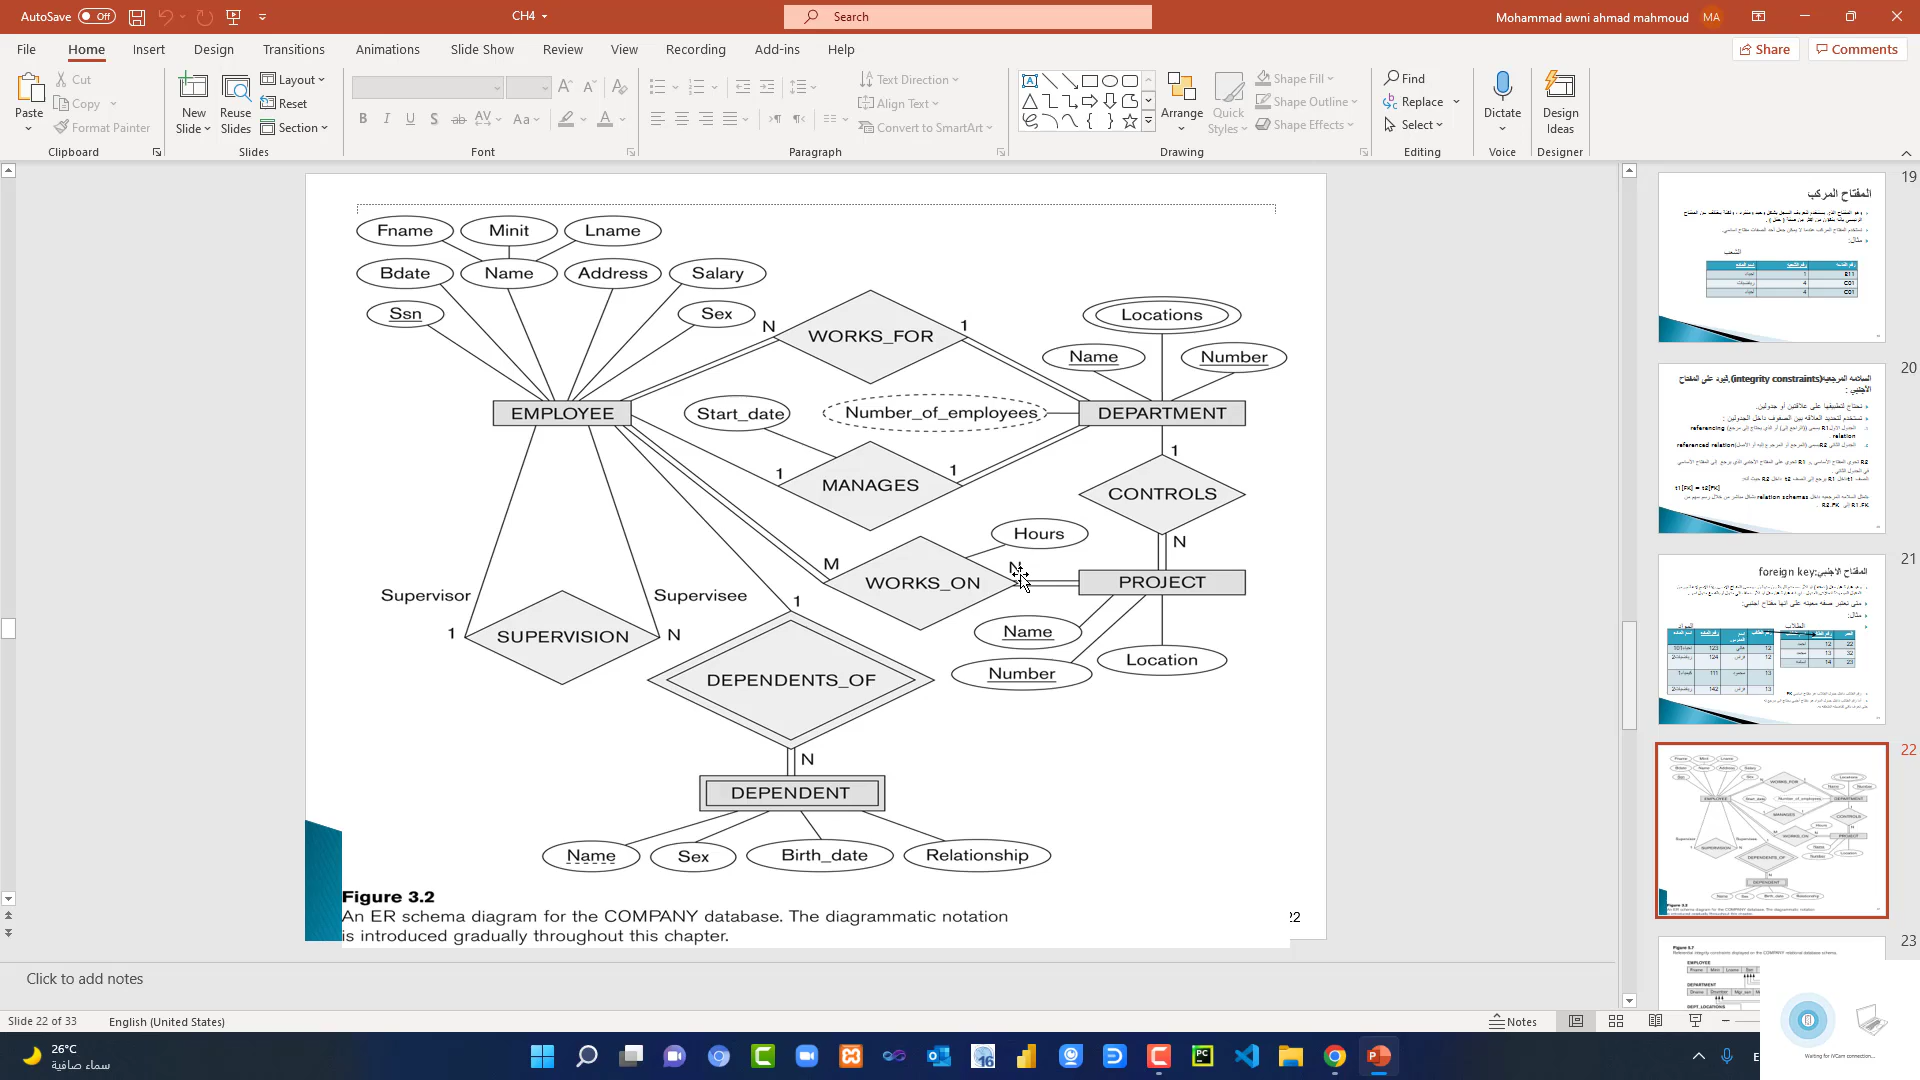 AutoSave
Off
CH4
Search
Mohammad awni ahmad mahmoud
MA
File
Home
Insert
Design
Transitions
Animations
Slide Show
Review
View
Recording
Add-ins
Help
Share
Comments
Paste
Cut
Copy
Format Painter
Clipboard
New Slide
Reuse Slides
Layout
Reset
Section
Slides
Font
Text Direction
Align Text
Convert to SmartArt
Paragraph
Arrange
Quick Styles
Shape Fill
Shape Outline
Shape Effects
Drawing
Find
Replace
Select
Editing
Dictate
Voice
Design Ideas
Designer
Fname
Minit
Lname
Bdate
Name
Address
Salary
Ssn
Sex
N
WORKS_FOR
1
Locations
Name
Number
EMPLOYEE
Start_date
Number_of_employees
DEPARTMENT
1
MANAGES
1
1
CONTROLS
N
Hours
M
WORKS_ON
N
PROJECT
Supervisor
Supervisee
1
SUPERVISION
N
1
Name
Number
Location
DEPENDENTS_OF
N
DEPENDENT
Name
Sex
Birth_date
Relationship
Figure 3.2
An ER schema diagram for the COMPANY database. The diagrammatic notation
is introduced gradually throughout this chapter.
22
19
المفتاح المركب
مثال:
20
21
المفتاح الاجنبي:foreign key
مثال:
22
23
Click to add notes
Slide 22 of 33
English (United States)
Notes
26°C
سماء صافية
Waiting for iVCam connection...